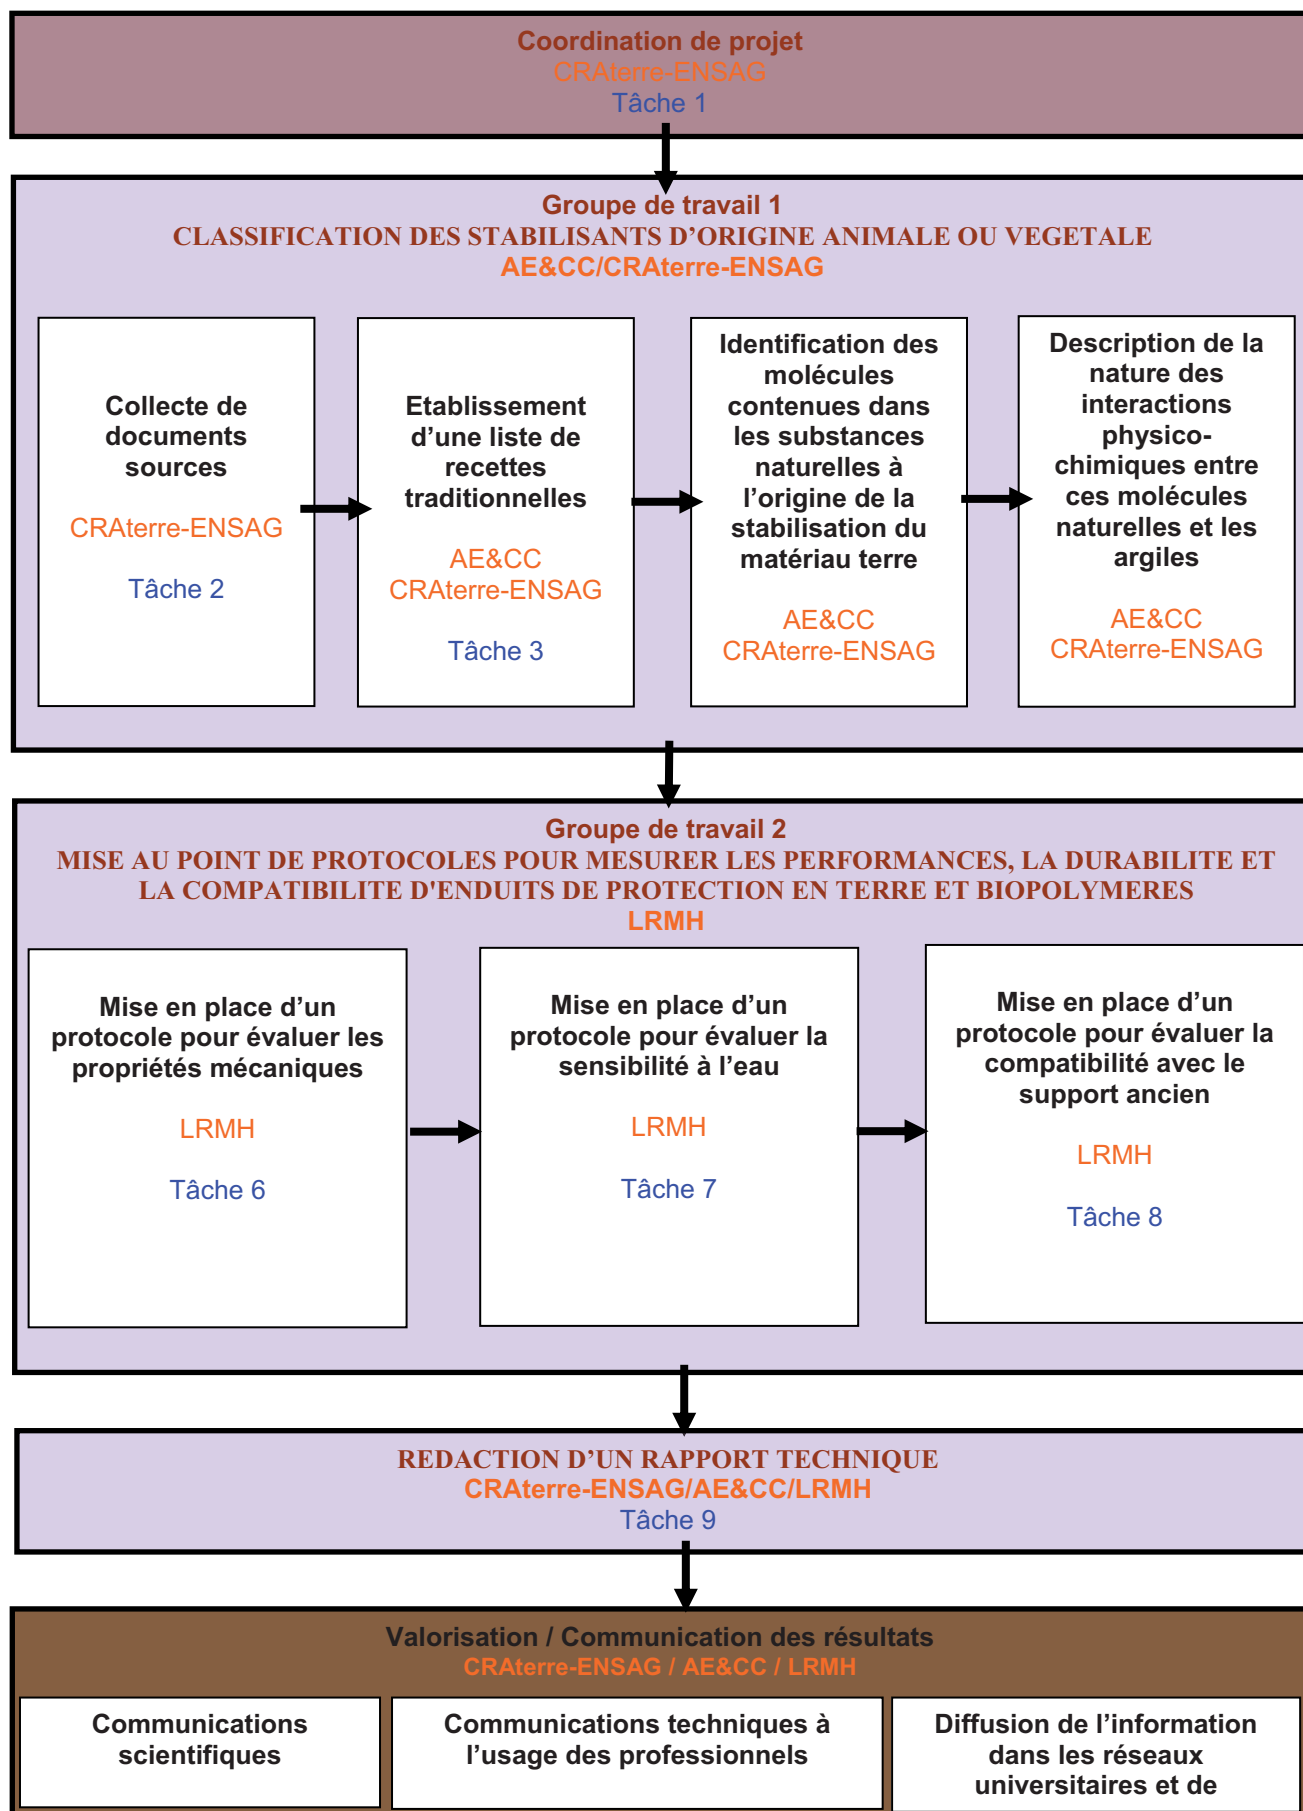 Coordination de projet
CRAterre-ENSAG
Tâche 1
Groupe de travail 1
CLASSIFICATION DES STABILISANTS D’ORIGINE ANIMALE OU VEGETALE
AE&CC/CRAterre-ENSAG
Collecte de
documents
sources
CRAterre-ENSAG
Tâche 2
Etablissement
d’une liste de
recettes
traditionnelles
AE&CC
CRAterre-ENSAG
Tâche 3
Identification des
molécules
contenues dans
les substances
naturelles à
l’origine de la
stabilisation du
matériau terre
AE&CC
CRAterre-ENSAG
Description de la
nature des
interactions
physico-
chimiques entre
ces molécules
naturelles et les
argiles
AE&CC
CRAterre-ENSAG
Groupe de travail 2
MISE AU POINT DE PROTOCOLES POUR MESURER LES PERFORMANCES, LA DURABILITE ET
LA COMPATIBILITE D'ENDUITS DE PROTECTION EN TERRE ET BIOPOLYMERES
LRMH
Mise en place d’un
protocole pour évaluer les
propriétés mécaniques
LRMH
Tâche 6
Mise en place d’un
protocole pour évaluer la
sensibilité à l’eau
LRMH
Tâche 7
Mise en place d’un
protocole pour évaluer la
compatibilité avec le
support ancien
LRMH
Tâche 8
REDACTION D’UN RAPPORT TECHNIQUE
CRAterre-ENSAG/AE&CC/LRMH
Tâche 9
Valorisation / Communication des résultats
CRAterre-ENSAG / AE&CC / LRMH
Communications
scientifiques
Communications techniques à
l’usage des professionnels
Diffusion de l’information
dans les réseaux
universitaires et de